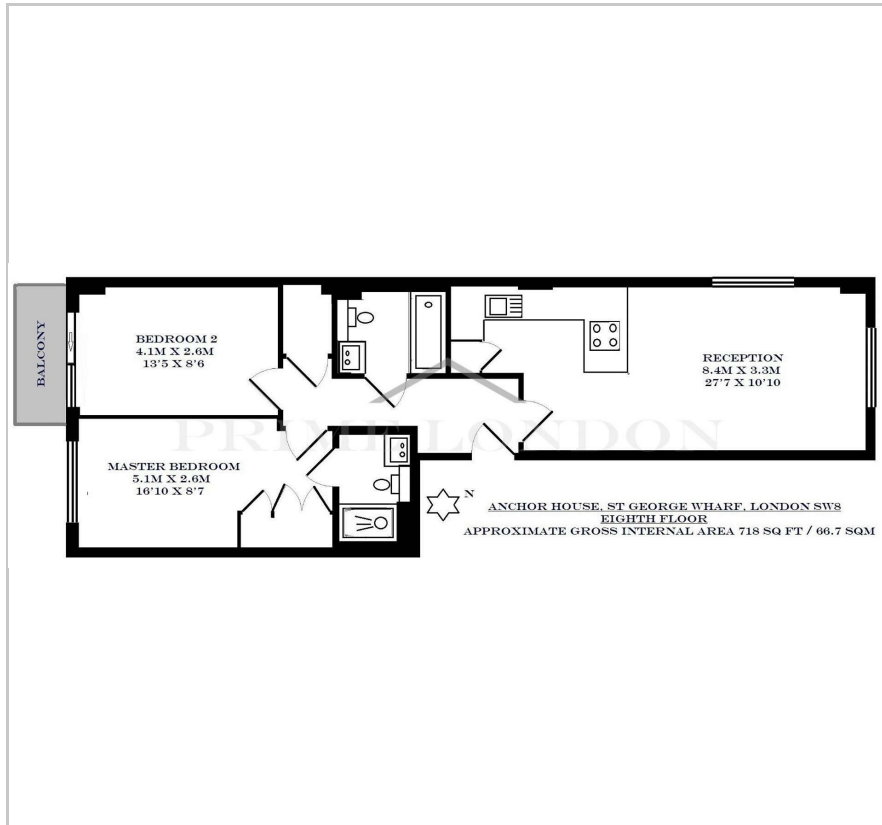 BALCONY
BEDROOM 2
4.1M X 2.6M
13'5 X 8'6
RECEPTION
8.4M X 3.3M
27'7 X 10'10
PRIME LONDON
MASTER BEDROOM
5.1M X 2.6M
16'10 X 8'7
N
ANCHOR HOUSE, ST GEORGE WHARF, LONDON SW8
EIGHTH FLOOR
APPROXIMATE GROSS INTERNAL AREA 718 SQ FT / 66.7 SQM